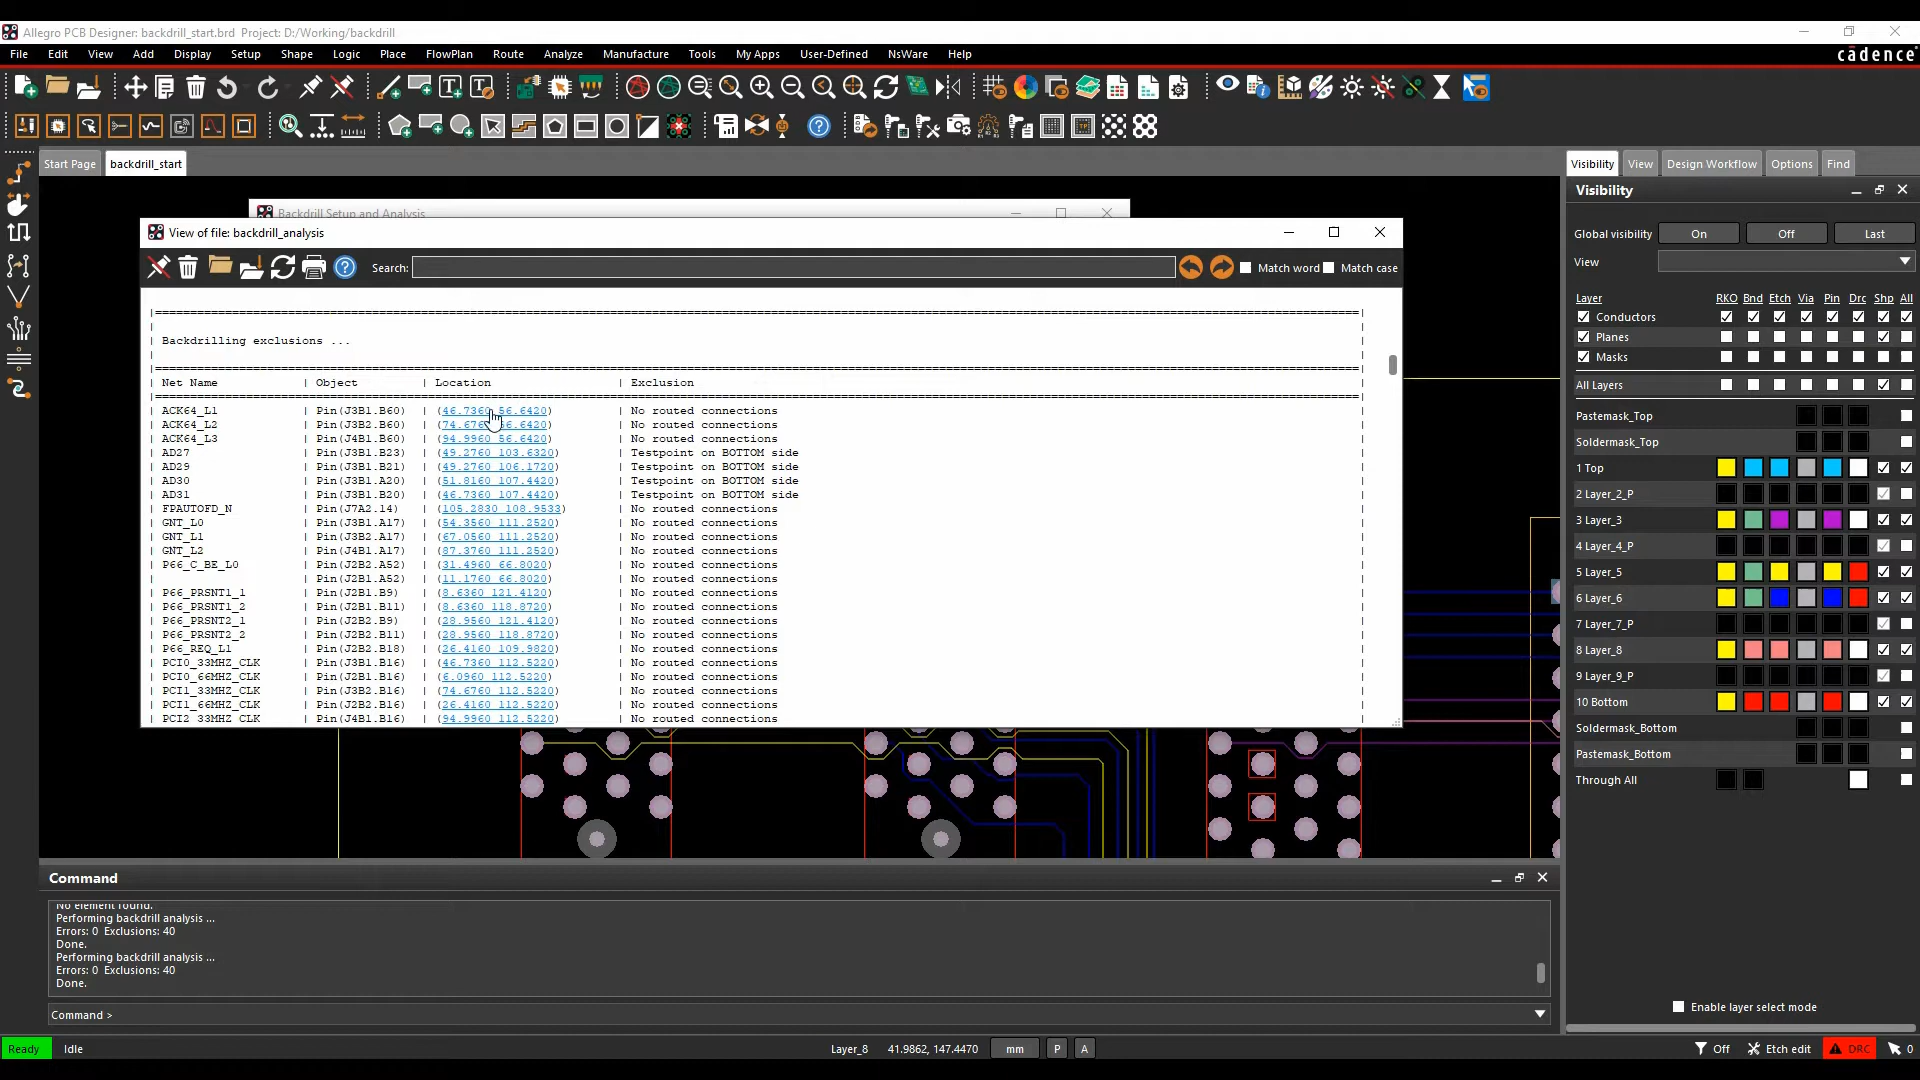 Allegro PCB Designer: backdrill_start.brd Project: D:/Working/backdrill
File Edit View Add Display Setup Shape Logic Place FlowPlan Route Analyze Manufacture Tools My Apps User-Defined NsWare Help
cādence
Start Page backdrill_start
Backdrill Setup and Analysis
View of file: backdrill_analysis
Search: Match word Match case
Backdrilling exclusions ...
| Net Name | Object | Location | Exclusion
| ACK64_L1 | Pin(J3B1.B60) | (46.7360 56.6420) | No routed connections
| ACK64_L2 | Pin(J3B2.B60) | (74.676 56.6420) | No routed connections
| ACK64_L3 | Pin(J4B1.B60) | (94.9960 56.6420) | No routed connections
| AD27 | Pin(J3B1.B23) | (49.2760 103.6320) | Testpoint on BOTTOM side
| AD29 | Pin(J3B1.B21) | (49.2760 106.1720) | Testpoint on BOTTOM side
| AD30 | Pin(J3B1.A20) | (51.8160 107.4420) | Testpoint on BOTTOM side
| AD31 | Pin(J3B1.B20) | (46.7360 107.4420) | Testpoint on BOTTOM side
| FPAUTOFD_N | Pin(J7A2.14) | (105.2830 108.9533) | No routed connections
| GNT_L0 | Pin(J3B1.A17) | (54.3560 111.2520) | No routed connections
| GNT_L1 | Pin(J3B2.A17) | (67.0560 111.2520) | No routed connections
| GNT_L2 | Pin(J4B1.A17) | (87.3760 111.2520) | No routed connections
| P66_C_BE_L0 | Pin(J2B2.A52) | (31.4960 66.8020) | No routed connections
| | Pin(J2B1.A52) | (11.1760 66.8020) | No routed connections
| P66_PRSNT1_1 | Pin(J2B1.B9) | (8.6360 121.4120) | No routed connections
| P66_PRSNT1_2 | Pin(J2B1.B11) | (8.6360 118.8720) | No routed connections
| P66_PRSNT2_1 | Pin(J2B2.B9) | (28.9560 121.4120) | No routed connections
| P66_PRSNT2_2 | Pin(J2B2.B11) | (28.9560 118.8720) | No routed connections
| P66_REQ_L1 | Pin(J2B2.B18) | (26.4160 109.9820) | No routed connections
| PCI0_33MHZ_CLK | Pin(J3B1.B16) | (46.7360 112.5220) | No routed connections
| PCI0_66MHZ_CLK | Pin(J2B1.B16) | (6.0960 112.5220) | No routed connections
| PCI1_33MHZ_CLK | Pin(J3B2.B16) | (74.6760 112.5220) | No routed connections
| PCI1_66MHZ_CLK | Pin(J2B2.B16) | (26.4160 112.5220) | No routed connections
| PCI2_33MHZ_CLK | Pin(J4B1.B16) | (94.9960 112.5220) | No routed connections
Visibility View Design Workflow Options Find
Visibility
Global visibility On Off Last
View
Layer RKO Bnd Etch Via Pin Drc Shp All
Conductors
Planes
Masks
All Layers
Pastemask_Top
Soldermask_Top
1 Top
2 Layer_2_P
3 Layer_3
4 Layer_4_P
5 Layer_5
6 Layer_6
7 Layer_7_P
8 Layer_8
9 Layer_9_P
10 Bottom
Soldermask_Bottom
Pastemask_Bottom
Through All
Enable layer select mode
Command
No element found.
Performing backdrill analysis ...
Errors: 0 Exclusions: 40
Done.
Performing backdrill analysis ...
Errors: 0 Exclusions: 40
Done.
Command >
Ready Idle Layer_8 41.9862, 147.4470 mm P A Off Etch edit DRC 0